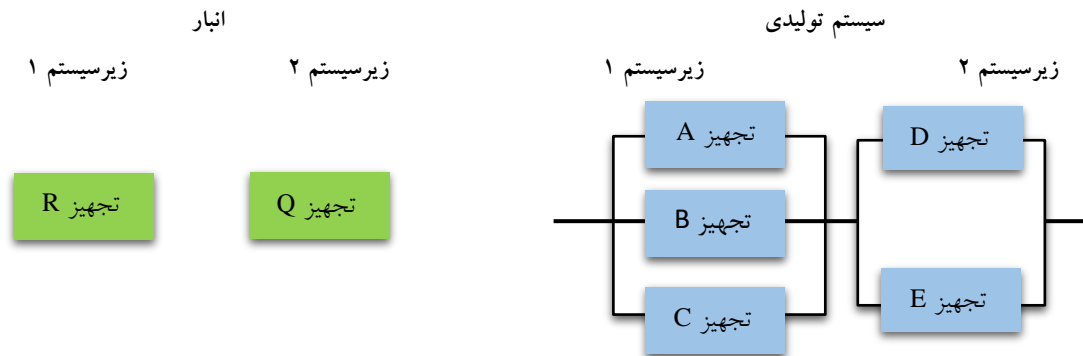 سیستم تولیدی
انبار
زیرسیستم ۲
زیرسیستم ۱
زیرسیستم ۲
زیرسیستم ۱
تجهیز A
تجهیز D
تجهیز B
تجهیز Q
تجهیز R
تجهیز E
تجهیز C